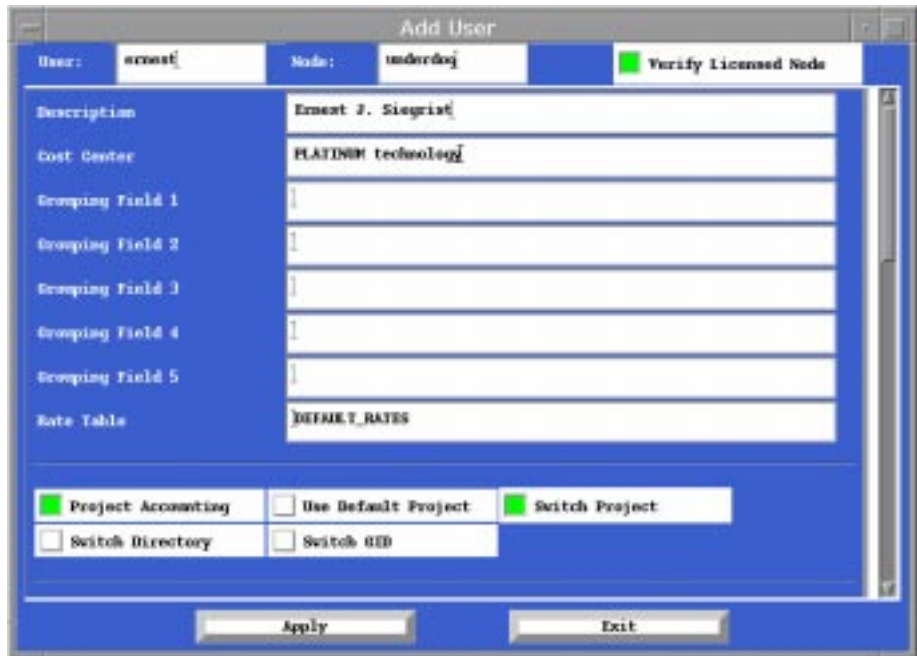 Add User
User: ernest Node: underdog Verify Licensed Node
Description Ernest J. Siegrist
Cost Center PLATINUM technology
Grouping Field 1
Grouping Field 2
Grouping Field 3
Grouping Field 4
Grouping Field 5
Rate Table DEFAULT_RATES
Project Accounting Use Default Project Switch Project
Switch Directory Switch GID
Apply Exit